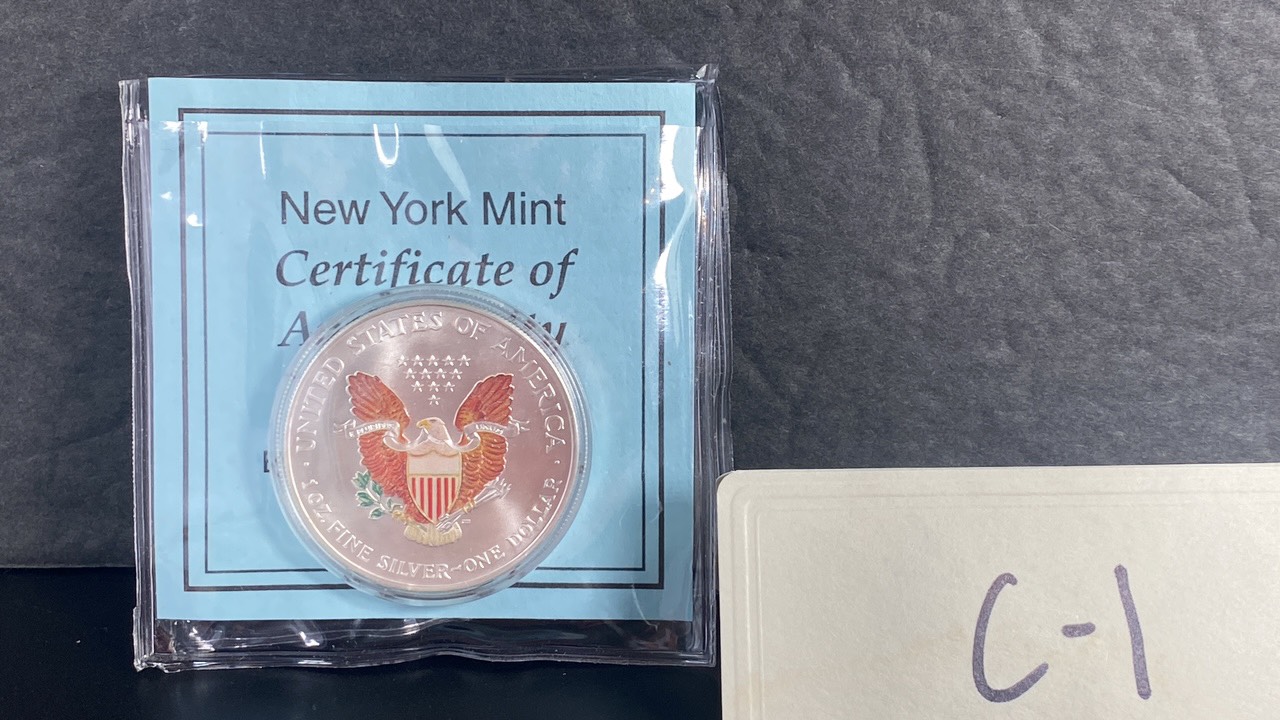 New York Mint
Certificate of
UNITED STATES OF AMERICA
1 OZ. FINE SILVER~ONE DOLLAR
C-1